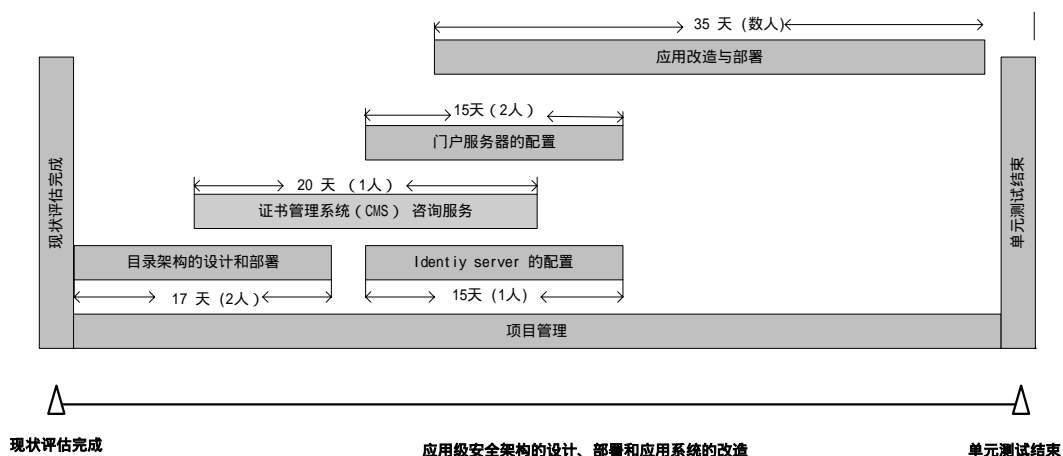 35 天 (数人)
应用改造与部署
15天（2人）
门户服务器的配置
20 天 （1人）
证书管理系统（CMS） 咨询服务
现状评估完成
单元测试结束
目录架构的设计和部署
Identiy server 的配置
17 天 (2人）
15天 (1人)
项目管理
现状评估完成
应用级安全架构的设计、部署和应用系统的改造
单元测试结束